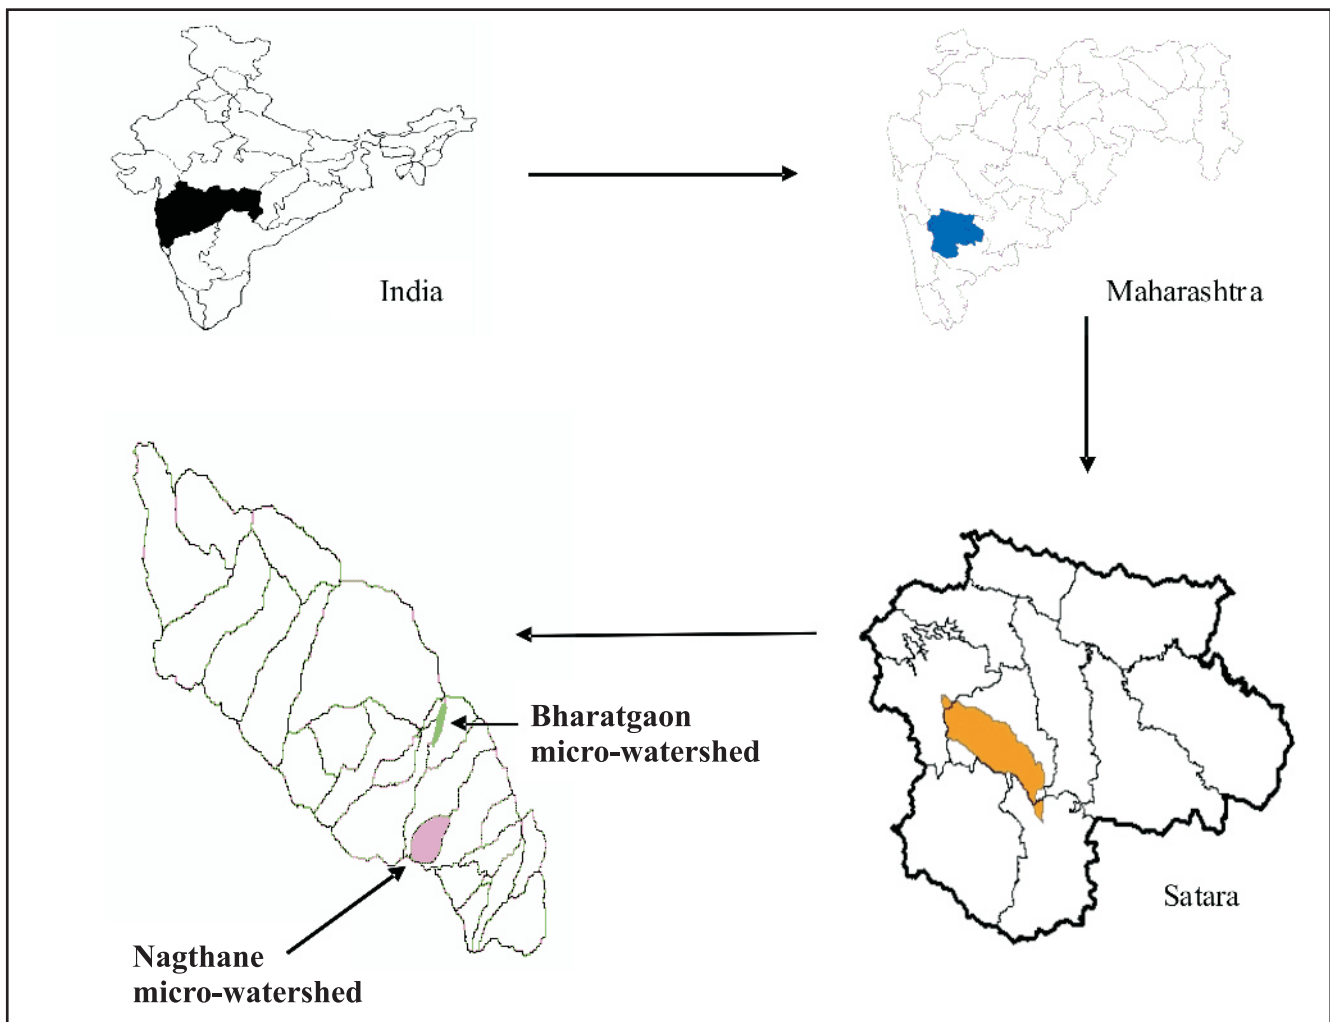 India
Maharashtra
Bharatgaon
micro-watershed
Satara
Nagthane
micro-watershed